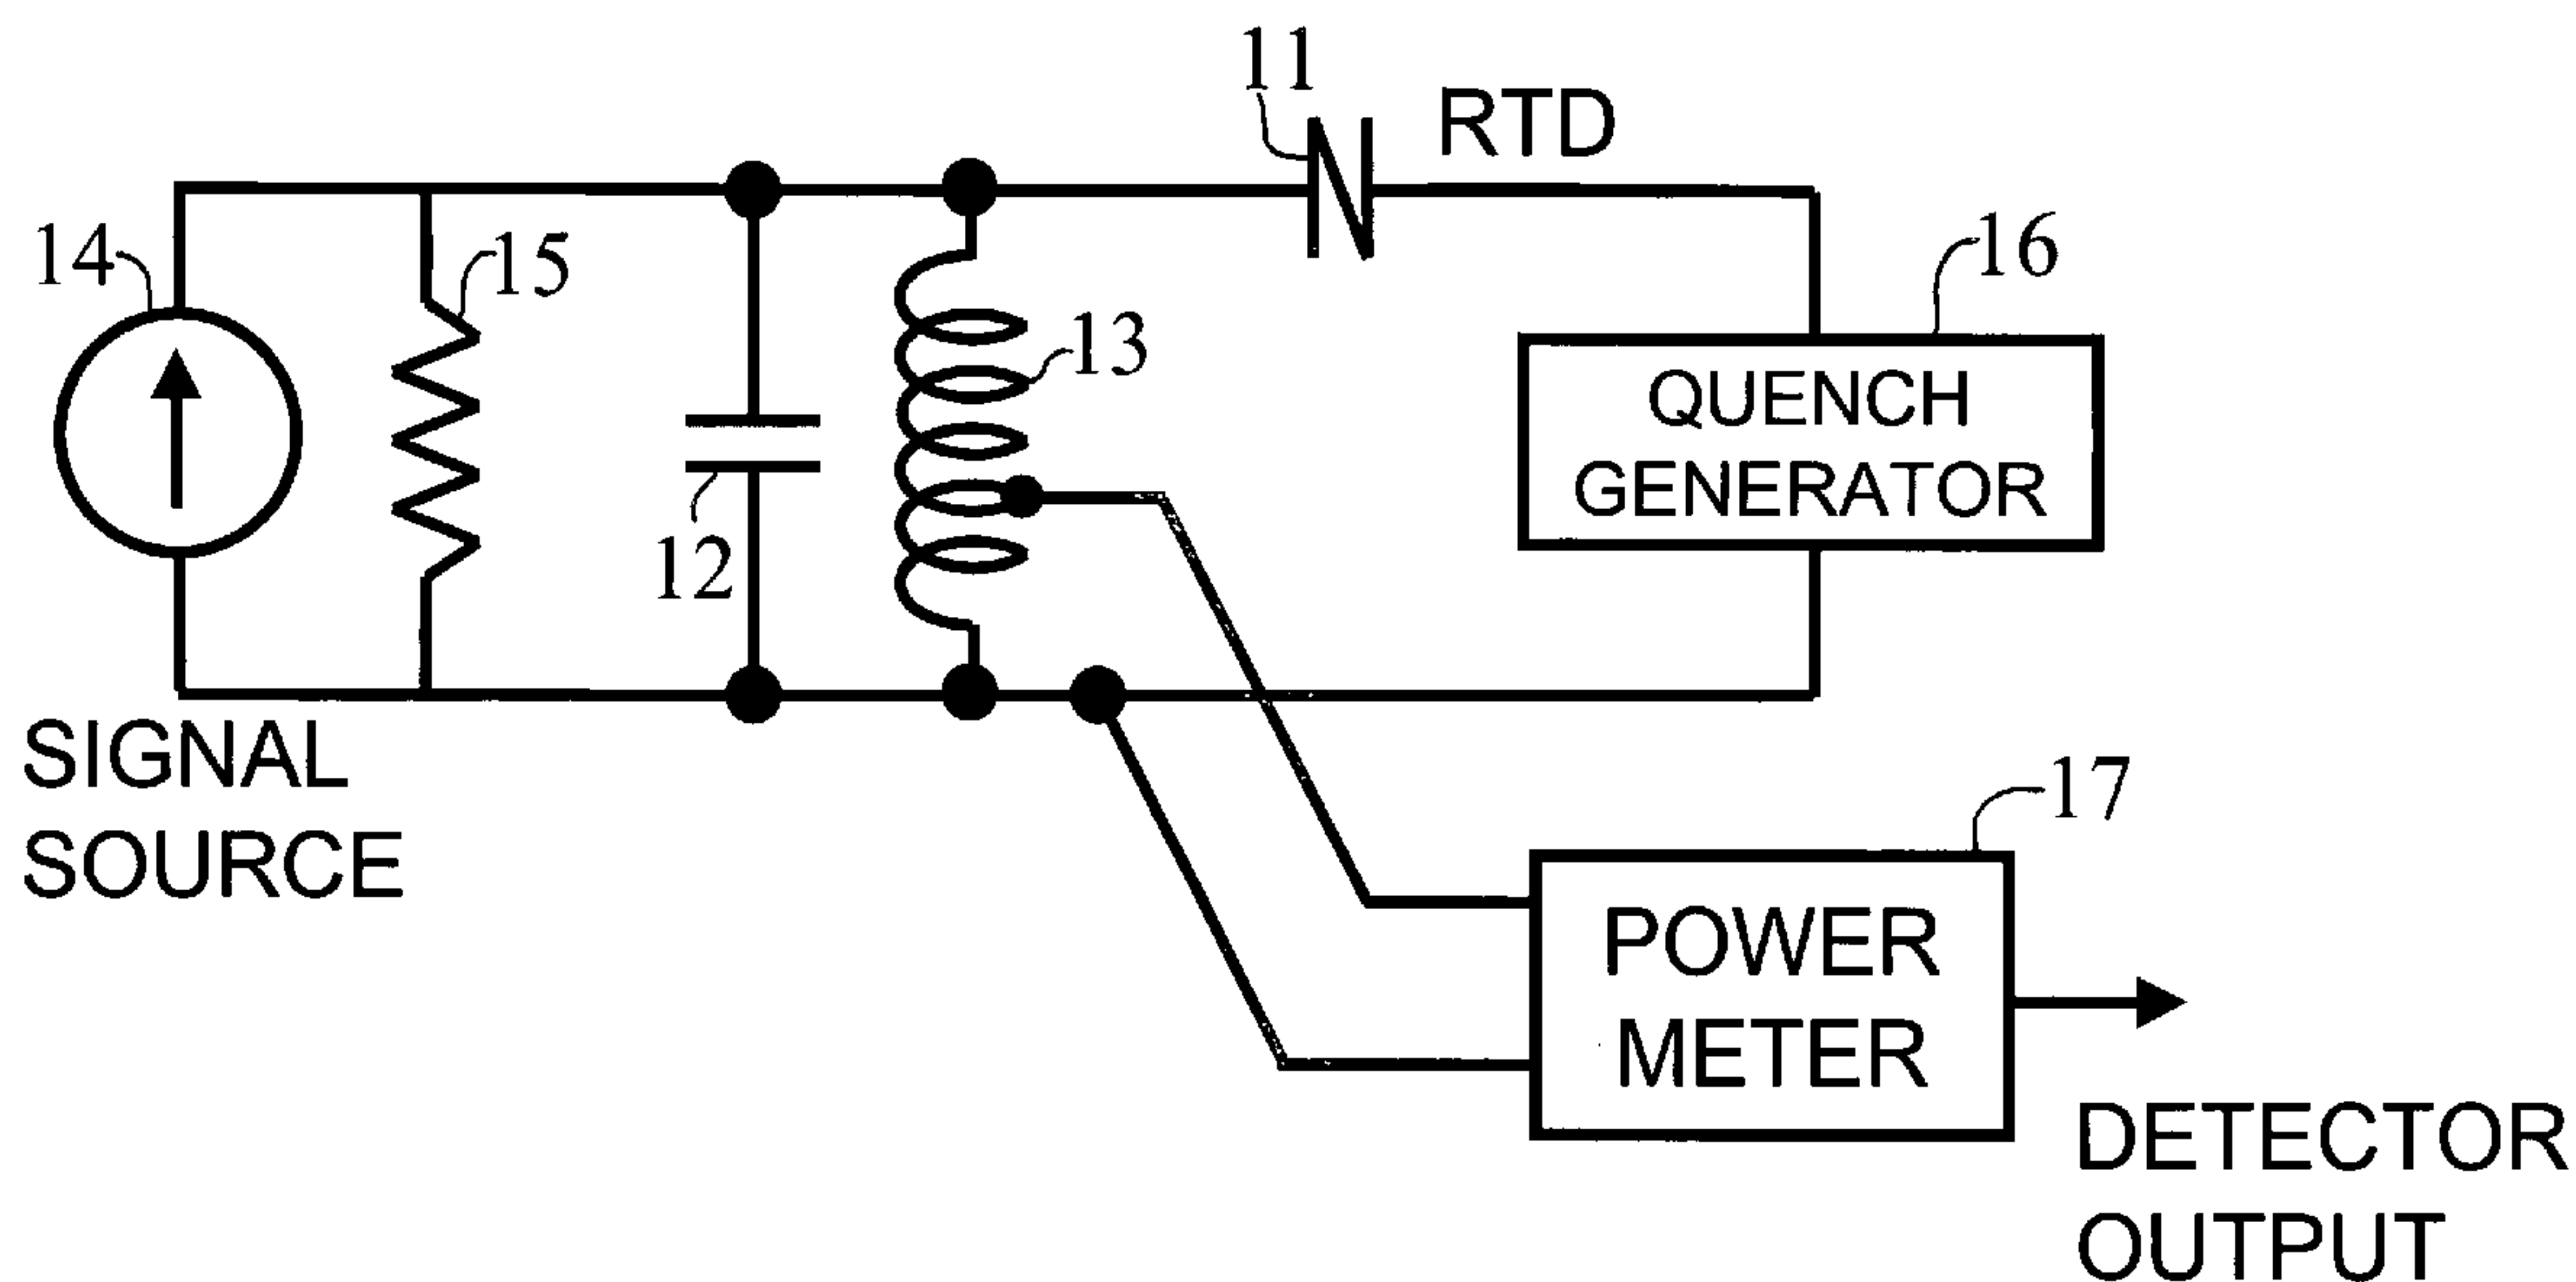 11
RTD
14
15
16
13
QUENCH
GENERATOR
12
SIGNAL
SOURCE
17
POWER
METER
DETECTOR
OUTPUT